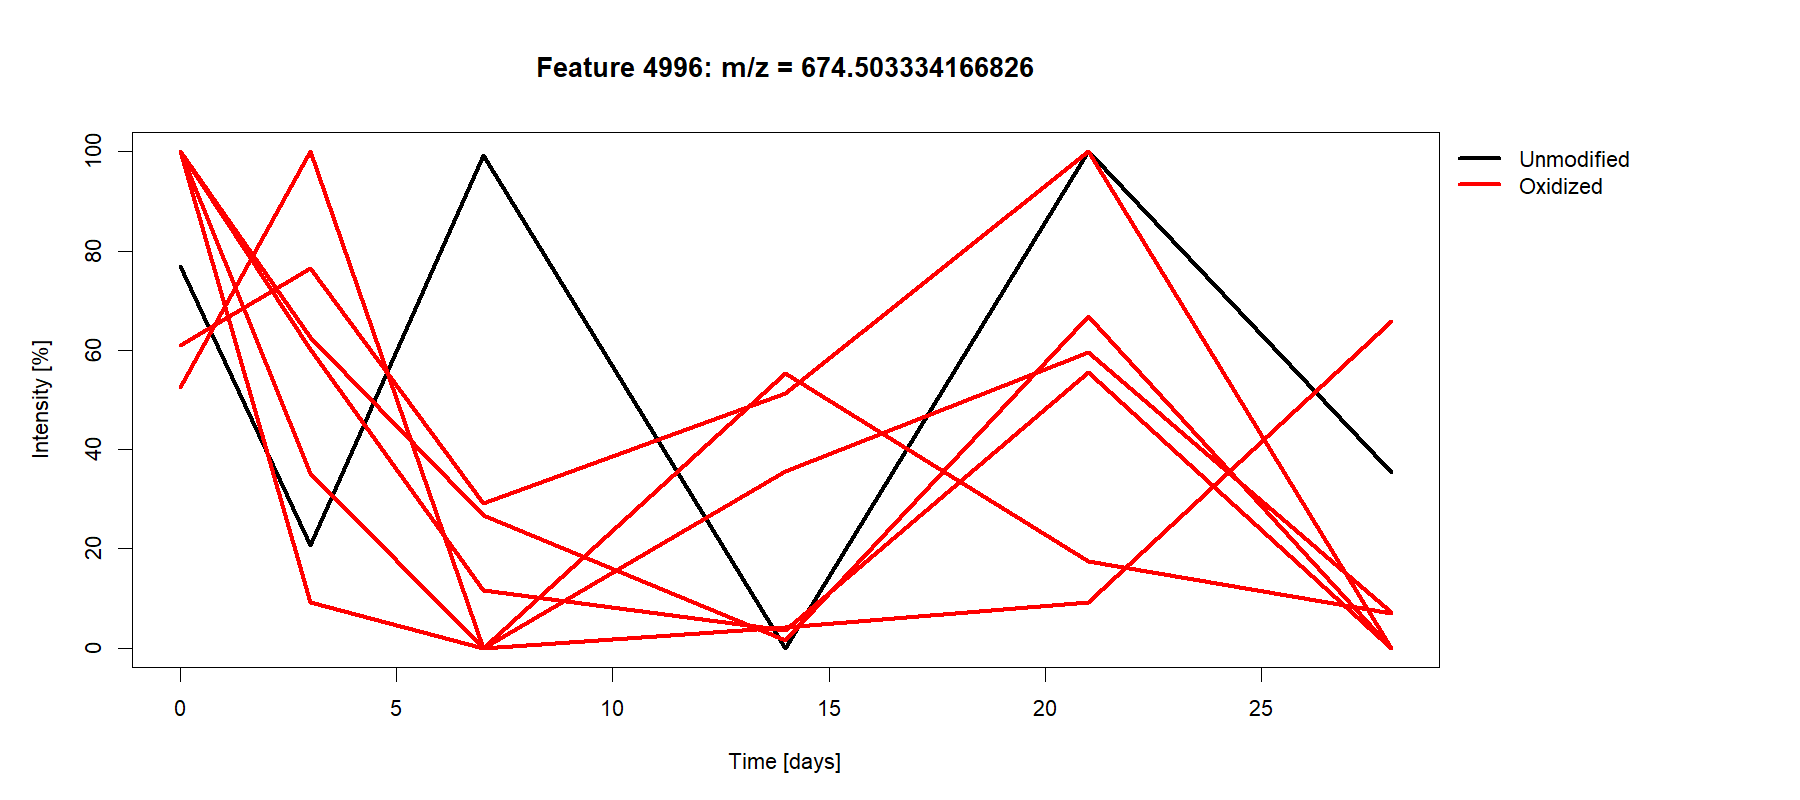 Feature 4996: m/z = 674.503334166826
Unmodified
Oxidized
Intensity [%]
100
80
60
40
20
0
0 5 10 15 20 25
Time [days]